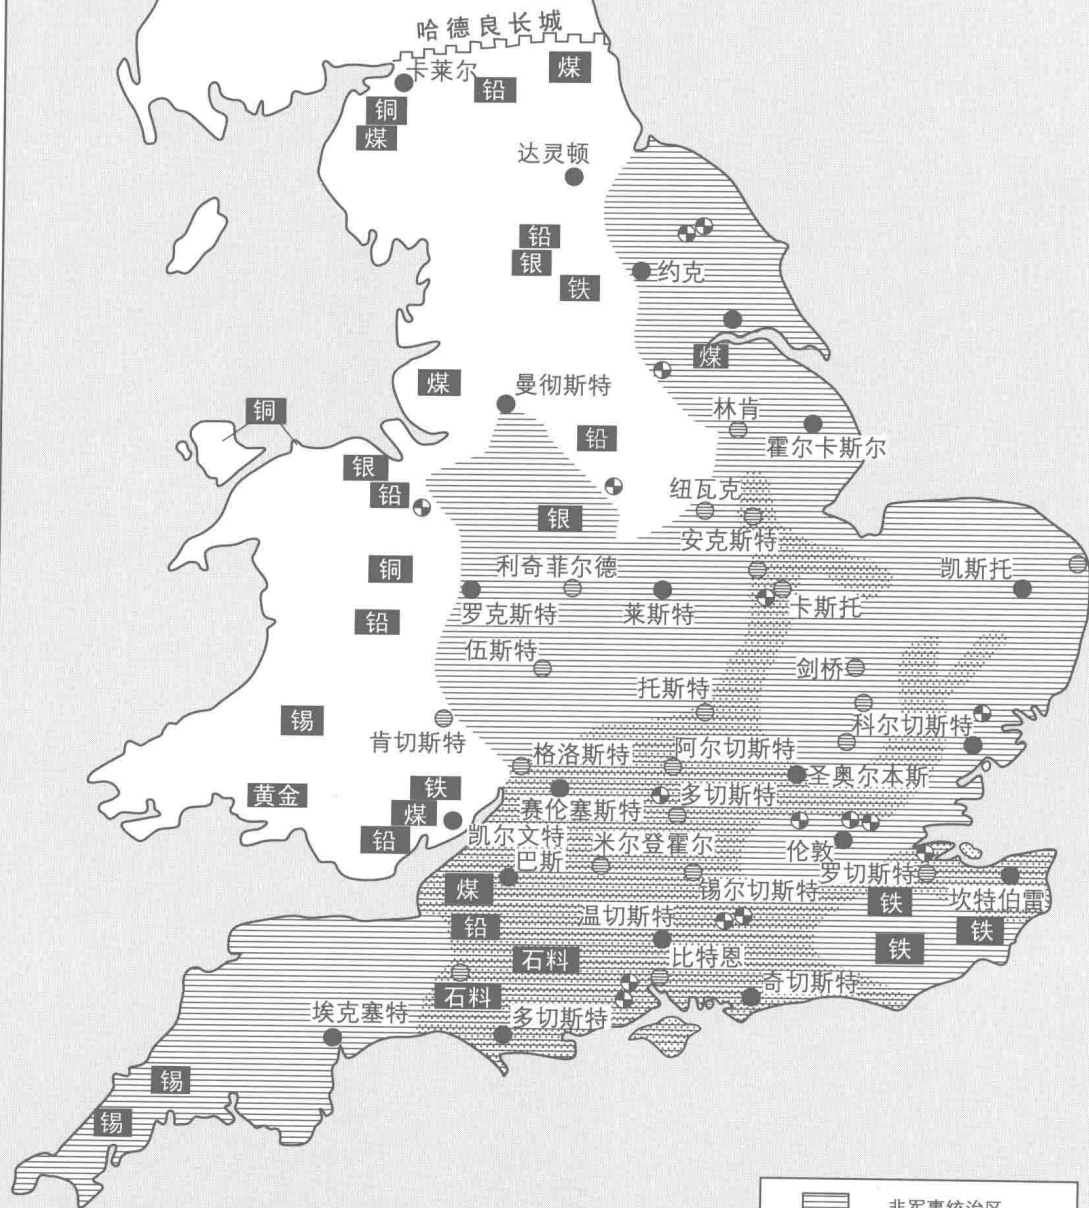 哈德良长城
卡莱尔
铅
煤
铜
煤
达灵顿
铅
银
铁
约克
煤
煤
曼彻斯特
铜
林肯
铅
霍尔卡斯尔
银
铅
纽瓦克
银
安克斯特
铜
利奇菲尔德
凯斯托
罗克斯特
莱斯特
卡斯托
铅
伍斯特
剑桥
托斯特
锡
肯切斯特
科尔切斯特
格洛斯特
阿尔切斯特
圣奥尔本斯
黄金
铁
多切斯特
煤
赛伦塞斯特
铅
凯尔文特
米尔登霍尔
伦敦
巴斯
罗切斯特
煤
锡尔切斯特
铁
坎特伯雷
铅
温切斯特
铁
石料
比特恩
铁
石料
奇切斯特
埃克塞特
多切斯特
锡
锡
非军事统治区